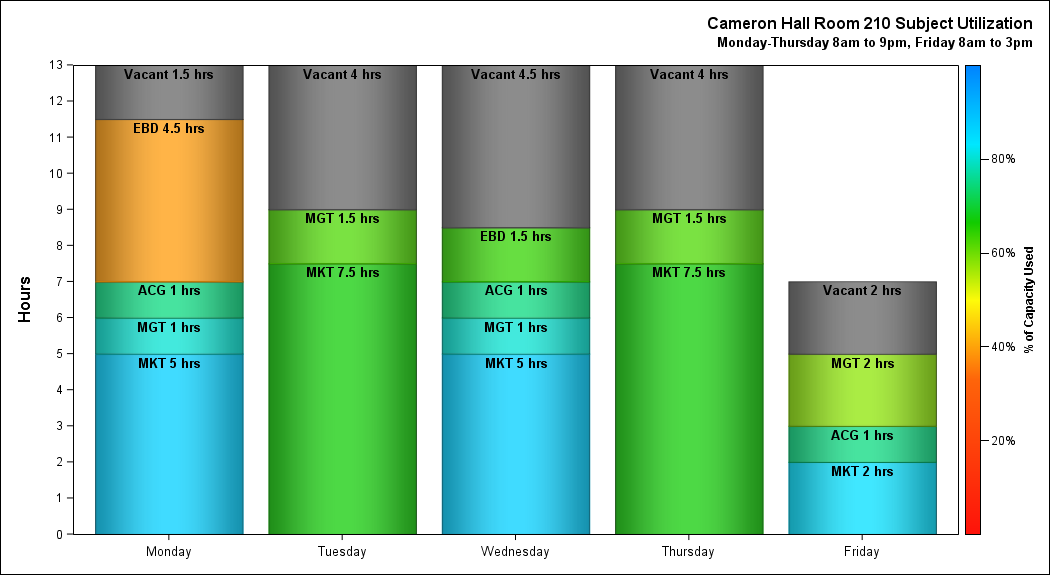 Cameron Hall Room 210 Subject Utilization
Monday-Thursday 8am to 9pm, Friday 8am to 3pm
Hours
13
12
11
10
9
8
7
6
5
4
3
2
1
0
Vacant 1.5 hrs
EBD 4.5 hrs
ACG 1 hrs
MGT 1 hrs
MKT 5 hrs
Vacant 4 hrs
MGT 1.5 hrs
MKT 7.5 hrs
Vacant 4.5 hrs
EBD 1.5 hrs
ACG 1 hrs
MGT 1 hrs
MKT 5 hrs
Vacant 4 hrs
MGT 1.5 hrs
MKT 7.5 hrs
Vacant 2 hrs
MGT 2 hrs
ACG 1 hrs
MKT 2 hrs
Monday
Tuesday
Wednesday
Thursday
Friday
80%
60%
40%
20%
% of Capacity Used